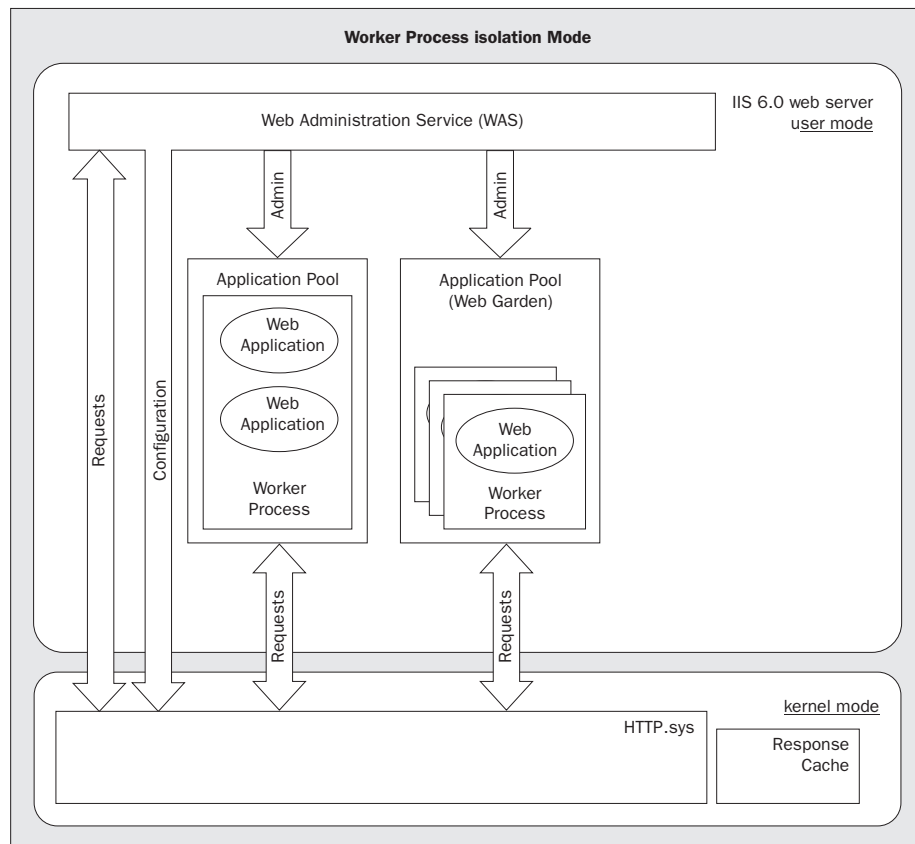 Worker Process isolation Mode
IIS 6.0 web server
user mode
Web Administration Service (WAS)
Admin
Admin
Application Pool
Web
Application
Web
Application
Worker
Process
Application Pool
(Web Garden)
Web
Application
Worker
Process
Requests
Configuration
Requests
Requests
kernel mode
HTTP.sys
Response
Cache